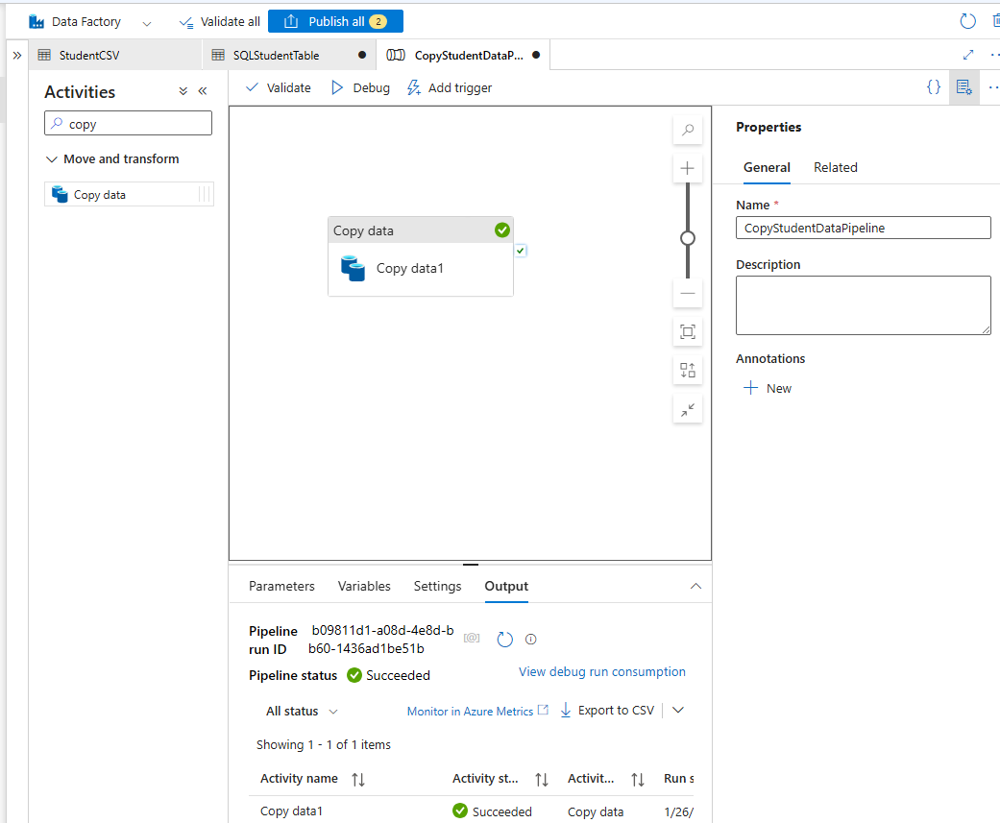 Data Factory
Validate all
Publish all 2
StudentCSV
SQLStudentTable
CopyStudentDataP...
Activities
copy
Move and transform
Copy data
Validate
Debug
Add trigger
{}
Copy data
Copy data1
Properties
General
Related
Name *
CopyStudentDataPipeline
Description
Annotations
New
Parameters
Variables
Settings
Output
Pipeline run ID
b09811d1-a08d-4e8d-b
b60-1436ad1be51b
[@]
Pipeline status
Succeeded
View debug run consumption
All status
Monitor in Azure Metrics
Export to CSV
Showing 1 - 1 of 1 items
Activity name
Activity st...
Activit...
Run s
Copy data1
Succeeded
Copy data
1/26/